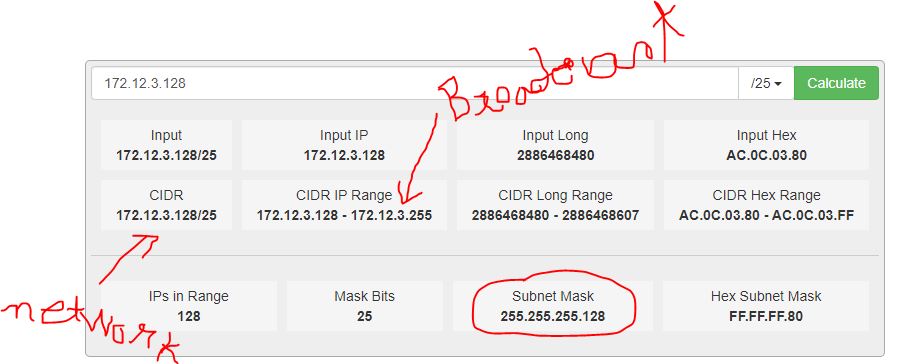 Broadcast
172.12.3.128 /25 Calculate
Input Input IP Input Long Input Hex
172.12.3.128/25 172.12.3.128 2886468480 AC.0C.03.80
CIDR CIDR IP Range CIDR Long Range CIDR Hex Range
172.12.3.128/25 172.12.3.128 - 172.12.3.255 2886468480 - 2886468607 AC.0C.03.80 - AC.0C.03.FF
network
IPs in Range Mask Bits Subnet Mask Hex Subnet Mask
128 25 255.255.255.128 FF.FF.FF.80